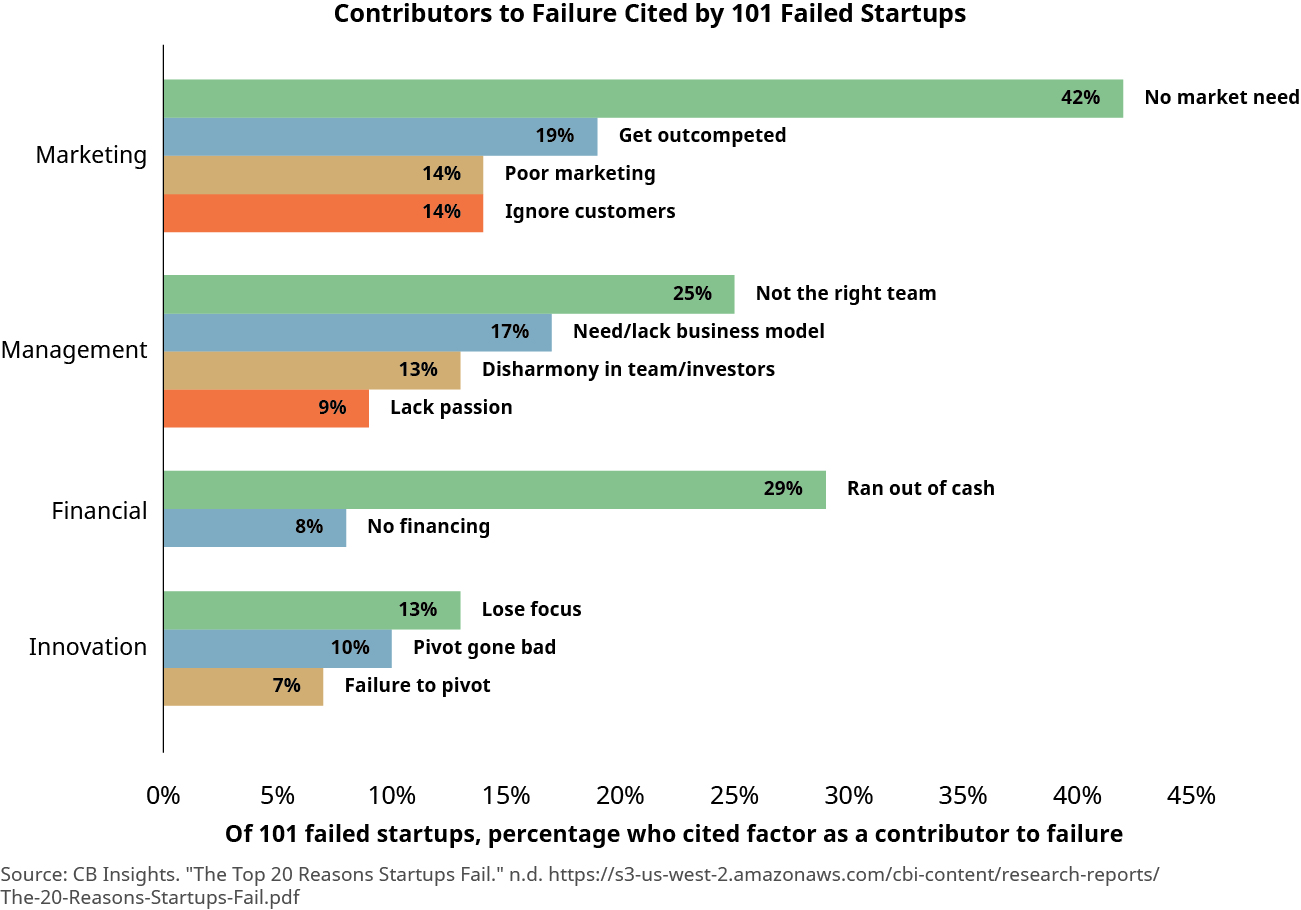 Contributors to Failure Cited by 101 Failed Startups
Marketing
42% No market need
19% Get outcompeted
14% Poor marketing
14% Ignore customers
Management
25% Not the right team
17% Need/lack business model
13% Disharmony in team/investors
9% Lack passion
Financial
29% Ran out of cash
8% No financing
Innovation
13% Lose focus
10% Pivot gone bad
7% Failure to pivot
0% 5% 10% 15% 20% 25% 30% 35% 40% 45%
Of 101 failed startups, percentage who cited factor as a contributor to failure
Source: CB Insights. "The Top 20 Reasons Startups Fail." n.d. https://s3-us-west-2.amazonaws.com/cbi-content/research-reports/
The-20-Reasons-Startups-Fail.pdf